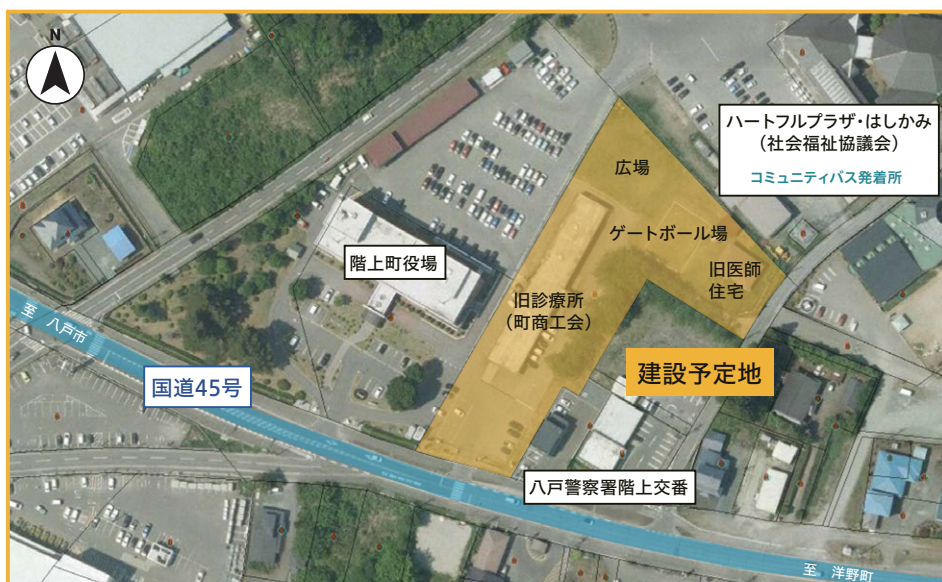 N
ハートフルプラザ・はしかみ
(社会福祉協議会)
コミュニティバス発着所
広場
ゲートボール場
階上町役場
旧医師
住宅
旧診療所
(町商工会)
至 八戸市
建設予定地
国道45号
八戸警察署階上交番
至 洋野町